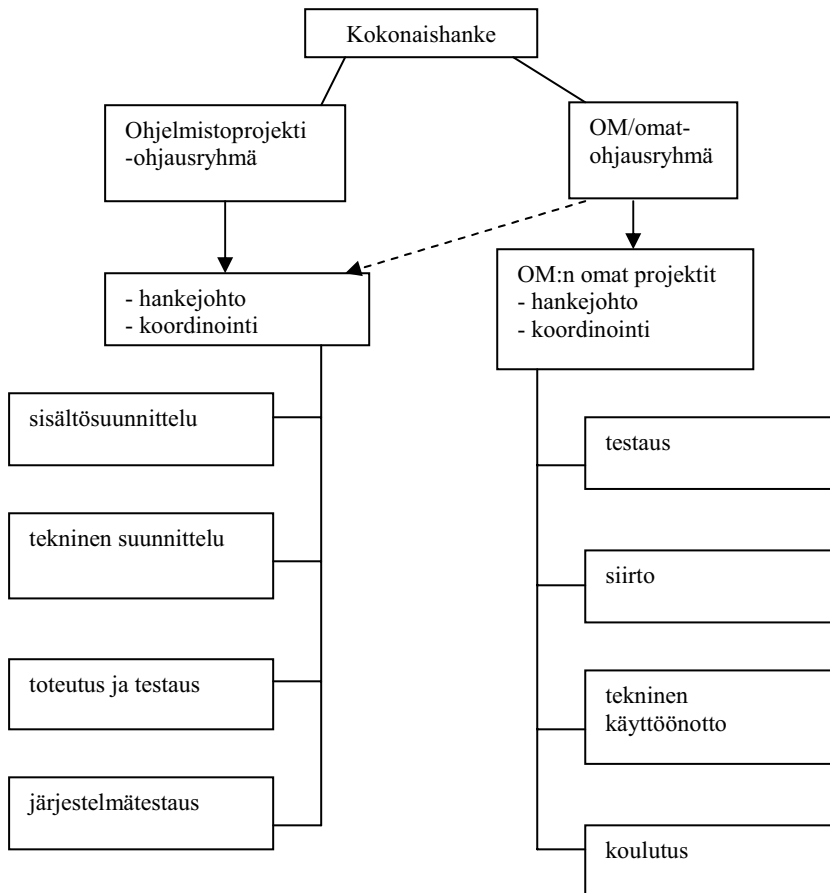 Kokonaishanke
Ohjelmistoprojekti
-ohjausryhmä
OM/omat-
ohjausryhmä
- hankejohto
- koordinointi
OM:n omat projektit
- hankejohto
- koordinointi
sisältösuunnittelu
tekninen suunnittelu
toteutus ja testaus
järjestelmätestaus
testaus
siirto
tekninen
käyttöönotto
koulutus